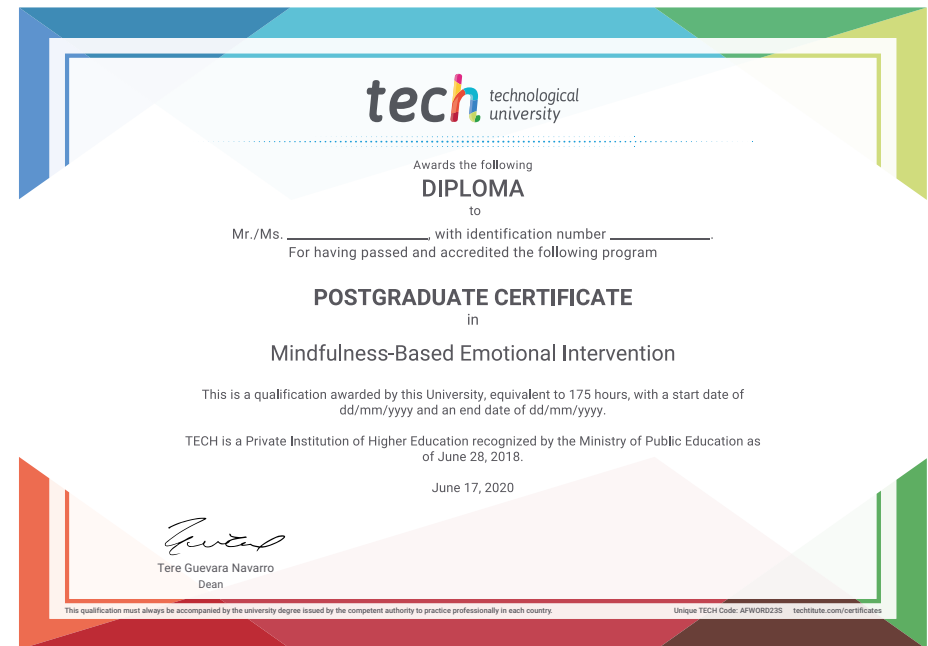 tech technological
university
Awards the following
DIPLOMA
to
Mr./Ms. ____________________, with identification number ______________.
For having passed and accredited the following program
POSTGRADUATE CERTIFICATE
in
Mindfulness-Based Emotional Intervention
This is a qualification awarded by this University, equivalent to 175 hours, with a start date of
dd/mm/yyyy and an end date of dd/mm/yyyy.
TECH is a Private Institution of Higher Education recognized by the Ministry of Public Education as
of June 28, 2018.
June 17, 2020
Tere Guevara Navarro
Dean
This qualification must always be accompanied by the university degree issued by the competent authority to practice professionally in each country. Unique TECH Code: AFWORD23S techtitute.com/certificates